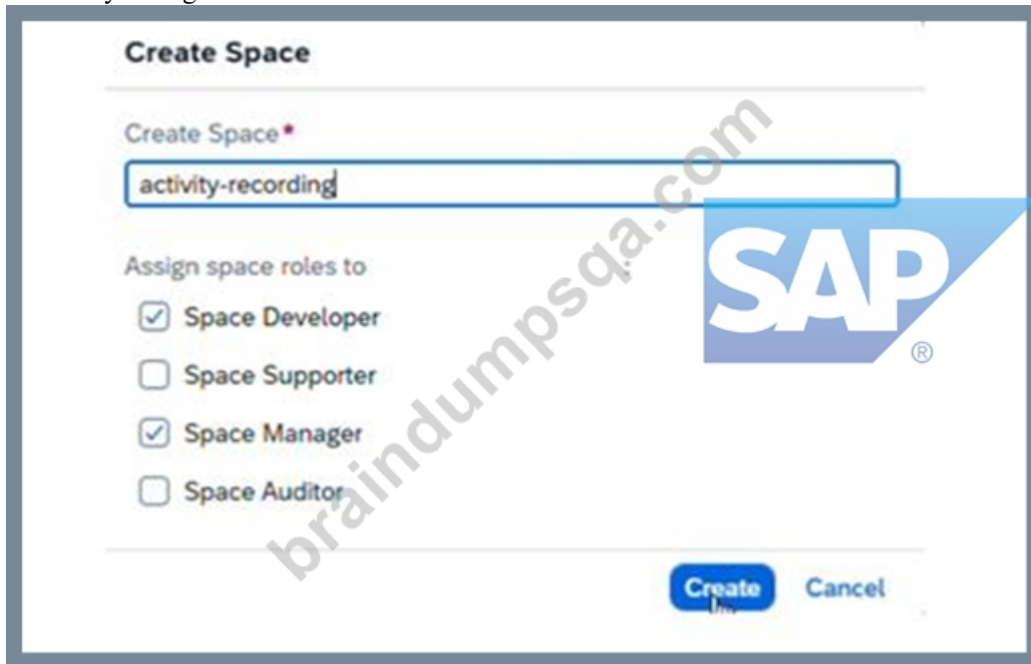 Create Space
Create Space*
activity-recording
Assign space roles to :
Space Developer
Space Supporter
Space Manager
Space Auditor
Create Cancel
SAP
®
braindumpsqa.com